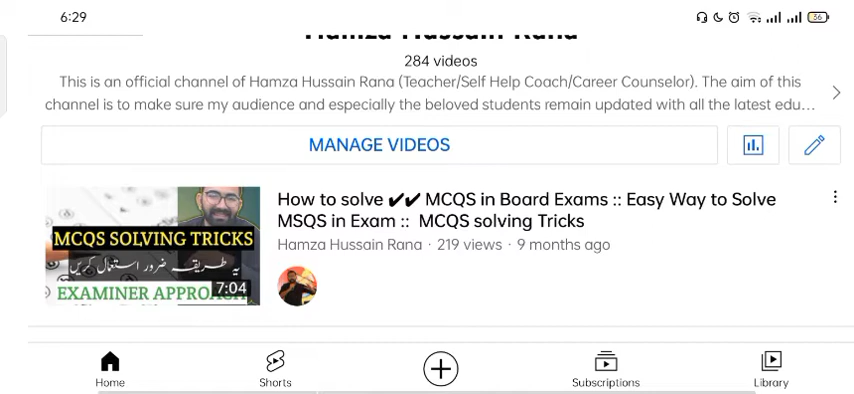 6:29
36
Hamza Hussain Rana
284 videos
This is an official channel of Hamza Hussain Rana (Teacher/Self Help Coach/Career Counselor). The aim of this
channel is to make sure my audience and especially the beloved students remain updated with all the latest edu...
MANAGE VIDEOS
MCQS SOLVING TRICKS
یہ طریقہ ضرور استعمال کریں
EXAMINER APPROACH
7:04
How to solve ✔✔ MCQS in Board Exams :: Easy Way to Solve
MSQS in Exam :: MCQS solving Tricks
Hamza Hussain Rana · 219 views · 9 months ago
Home
Shorts
Subscriptions
Library